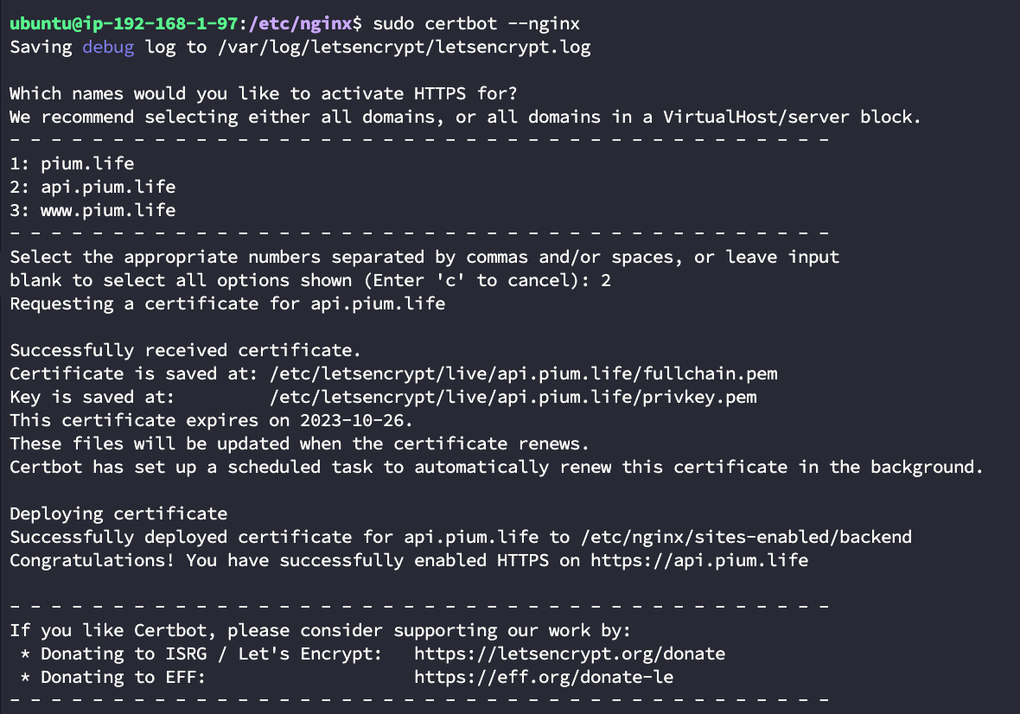 ubuntu@ip-192-168-1-97:/etc/nginx$ sudo certbot --nginx
Saving debug log to /var/log/letsencrypt/letsencrypt.log
Which names would you like to activate HTTPS for?
We recommend selecting either all domains, or all domains in a VirtualHost/server block.
- - - - - - - - - - - - - - - - - - - - - - - - - - - - - - - - - - - - - - - -
1: pium.life
2: api.pium.life
3: www.pium.life
- - - - - - - - - - - - - - - - - - - - - - - - - - - - - - - - - - - - - - - -
Select the appropriate numbers separated by commas and/or spaces, or leave input
blank to select all options shown (Enter 'c' to cancel): 2
Requesting a certificate for api.pium.life
Successfully received certificate.
Certificate is saved at: /etc/letsencrypt/live/api.pium.life/fullchain.pem
Key is saved at:         /etc/letsencrypt/live/api.pium.life/privkey.pem
This certificate expires on 2023-10-26.
These files will be updated when the certificate renews.
Certbot has set up a scheduled task to automatically renew this certificate in the background.
Deploying certificate
Successfully deployed certificate for api.pium.life to /etc/nginx/sites-enabled/backend
Congratulations! You have successfully enabled HTTPS on https://api.pium.life
- - - - - - - - - - - - - - - - - - - - - - - - - - - - - - - - - - - - - - - -
If you like Certbot, please consider supporting our work by:
 * Donating to ISRG / Let's Encrypt:   https://letsencrypt.org/donate
 * Donating to EFF:                    https://eff.org/donate-le
- - - - - - - - - - - - - - - - - - - - - - - - - - - - - - - - - - - - - - - -